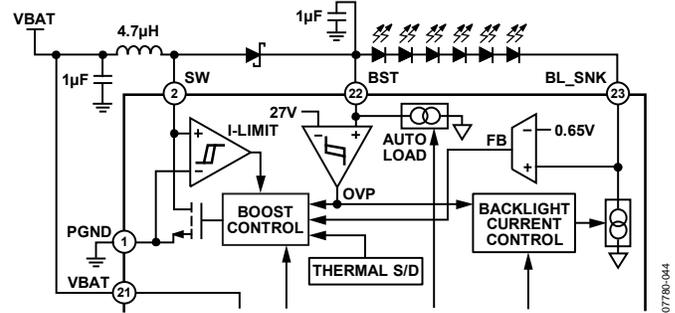 VBAT
4.7µH
1µF
1µF
SW
BST
BL_SNK
2
22
23
27V
I-LIMIT
+
–
–
+
AUTO
LOAD
FB
–
0.65V
+
OVP
BOOST
CONTROL
BACKLIGHT
CURRENT
CONTROL
PGND
1
THERMAL S/D
VBAT
21
07780-044